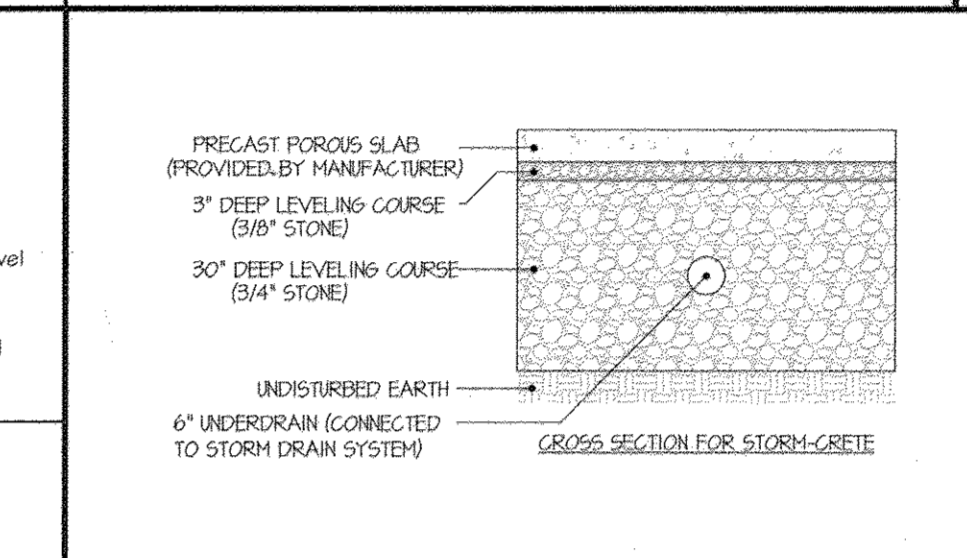 PRECAST POROUS SLAB
(PROVIDED BY MANUFACTURER)
3" DEEP LEVELING COURSE
(3/8" STONE)
vel
30" DEEP LEVELING COURSE
(3/4" STONE)
UNDISTURBED EARTH
6" UNDERDRAIN (CONNECTED
TO STORM DRAIN SYSTEM)
CROSS SECTION FOR STORM-CRETE